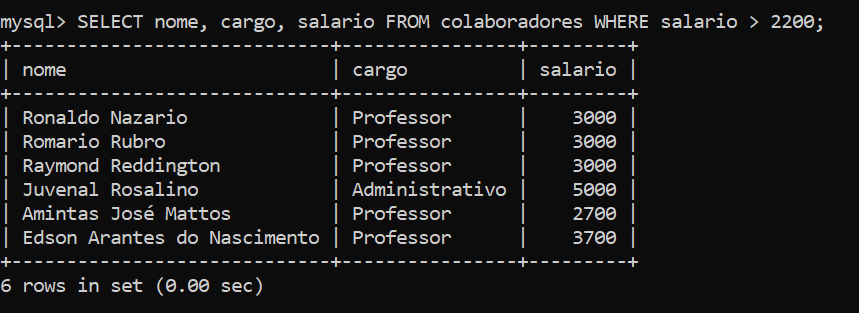 mysql> SELECT nome, cargo, salario FROM colaboradores WHERE salario > 2200;
+-----------------------------+----------------+---------+
| nome                        | cargo          | salario |
+-----------------------------+----------------+---------+
| Ronaldo Nazario             | Professor      |    3000 |
| Romario Rubro               | Professor      |    3000 |
| Raymond Reddington          | Professor      |    3000 |
| Juvenal Rosalino            | Administrativo |    5000 |
| Amintas José Mattos         | Professor      |    2700 |
| Edson Arantes do Nascimento | Professor      |    3700 |
+-----------------------------+----------------+---------+
6 rows in set (0.00 sec)